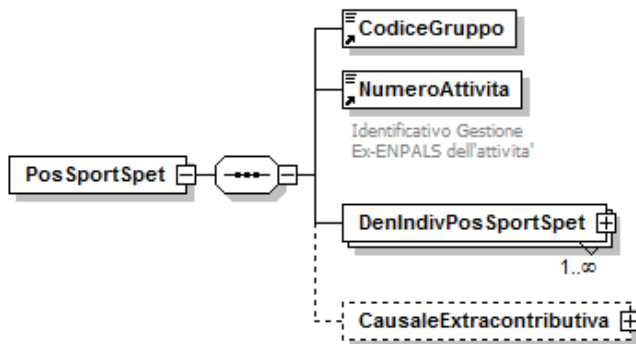 CodiceGruppo
NumeroAttivita
Identificativo Gestione
Ex-ENPALS dell'attivita'
PosSportSpet
DenIndivPosSportSpet
1..∞
CausaleExtracontributiva